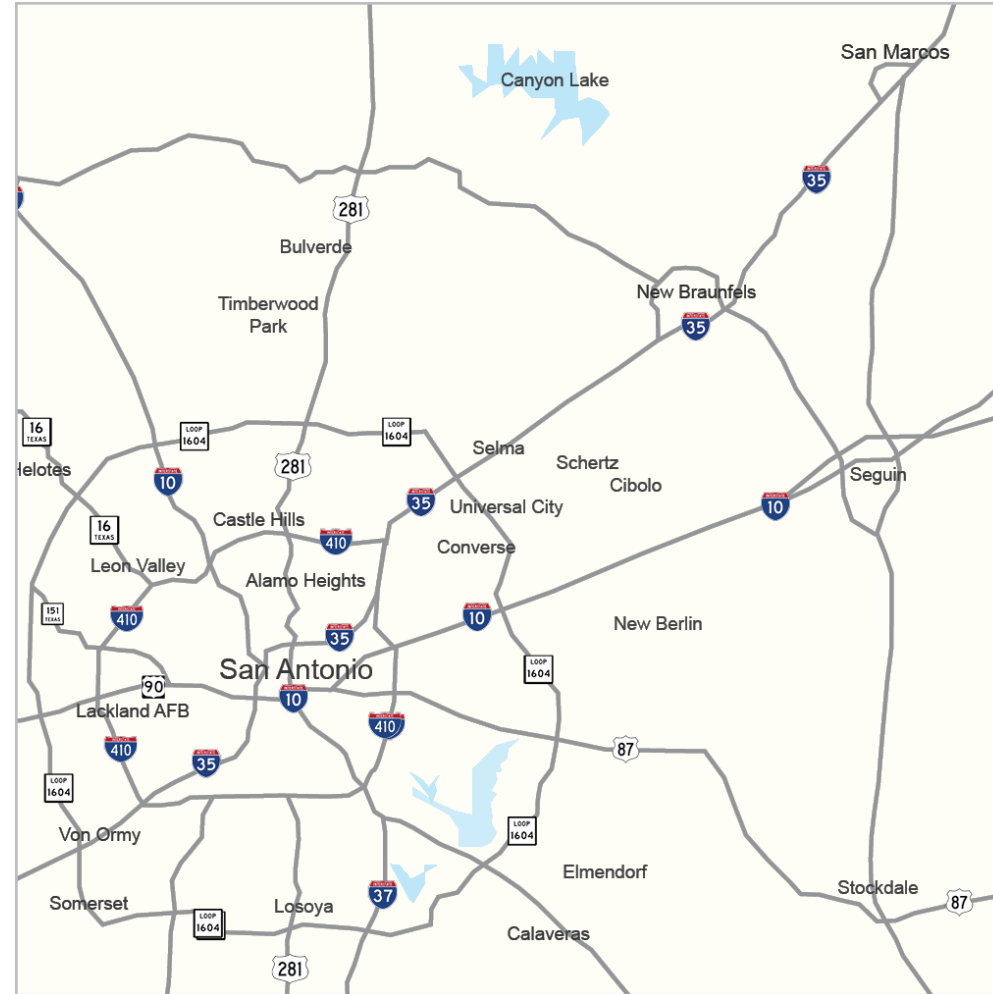 San Marcos
Canyon Lake
35
281
Bulverde
New Braunfels
Timberwood
Park
35
16
TEXAS
LOOP
1604
LOOP
1604
Selma
281
Schertz
Helotes
10
Cibolo
Seguin
35
Universal City
10
Castle Hills
16
TEXAS
410
Converse
Leon Valley
Alamo Heights
151
TEXAS
410
10
New Berlin
35
San Antonio
LOOP
1604
90
10
Lackland AFB
410
410
87
35
LOOP
1604
Von Ormy
LOOP
1604
Elmendorf
Stockdale
37
87
Somerset
Losoya
LOOP
1604
Calaveras
281